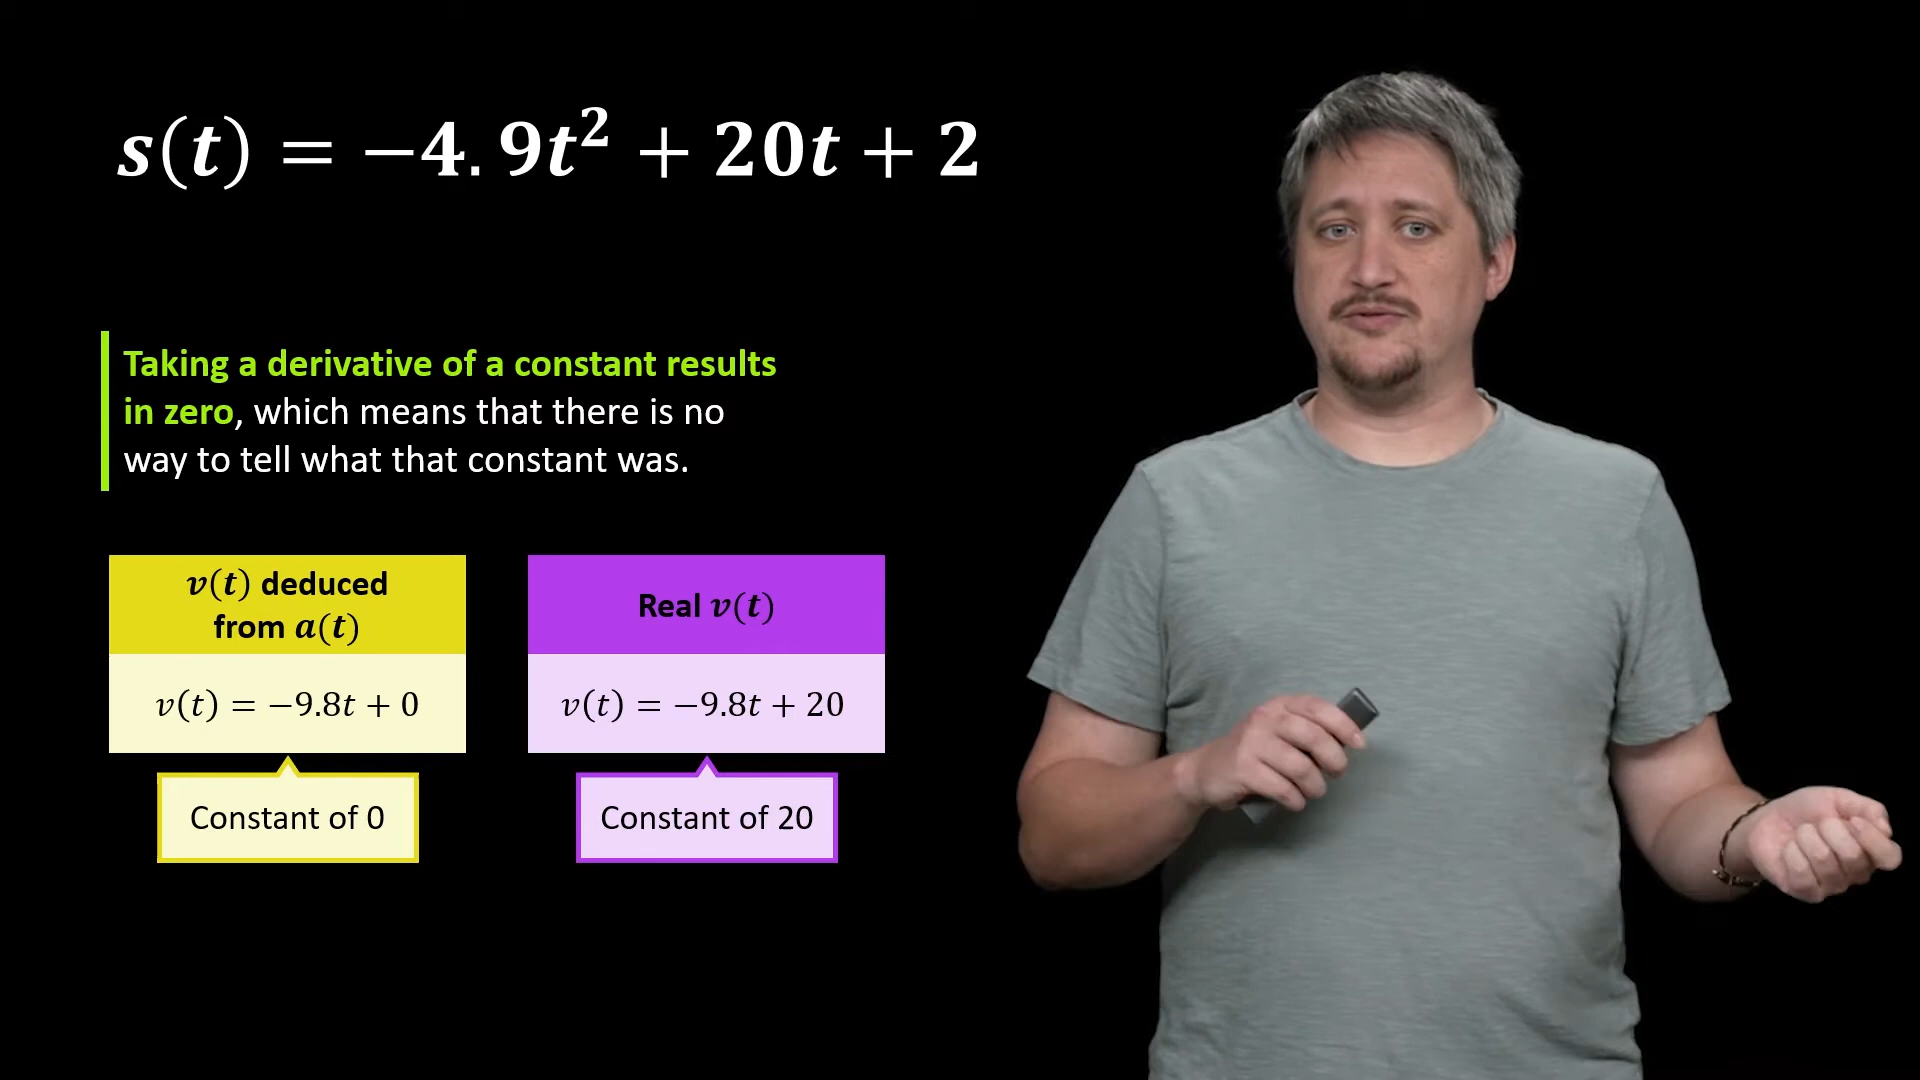 s(t) = −4.9t² + 20t + 2
Taking a derivative of a constant results
in zero, which means that there is no
way to tell what that constant was.
v(t) deduced
from a(t)
v(t) = −9.8t + 0
Constant of 0
Real v(t)
v(t) = −9.8t + 20
Constant of 20